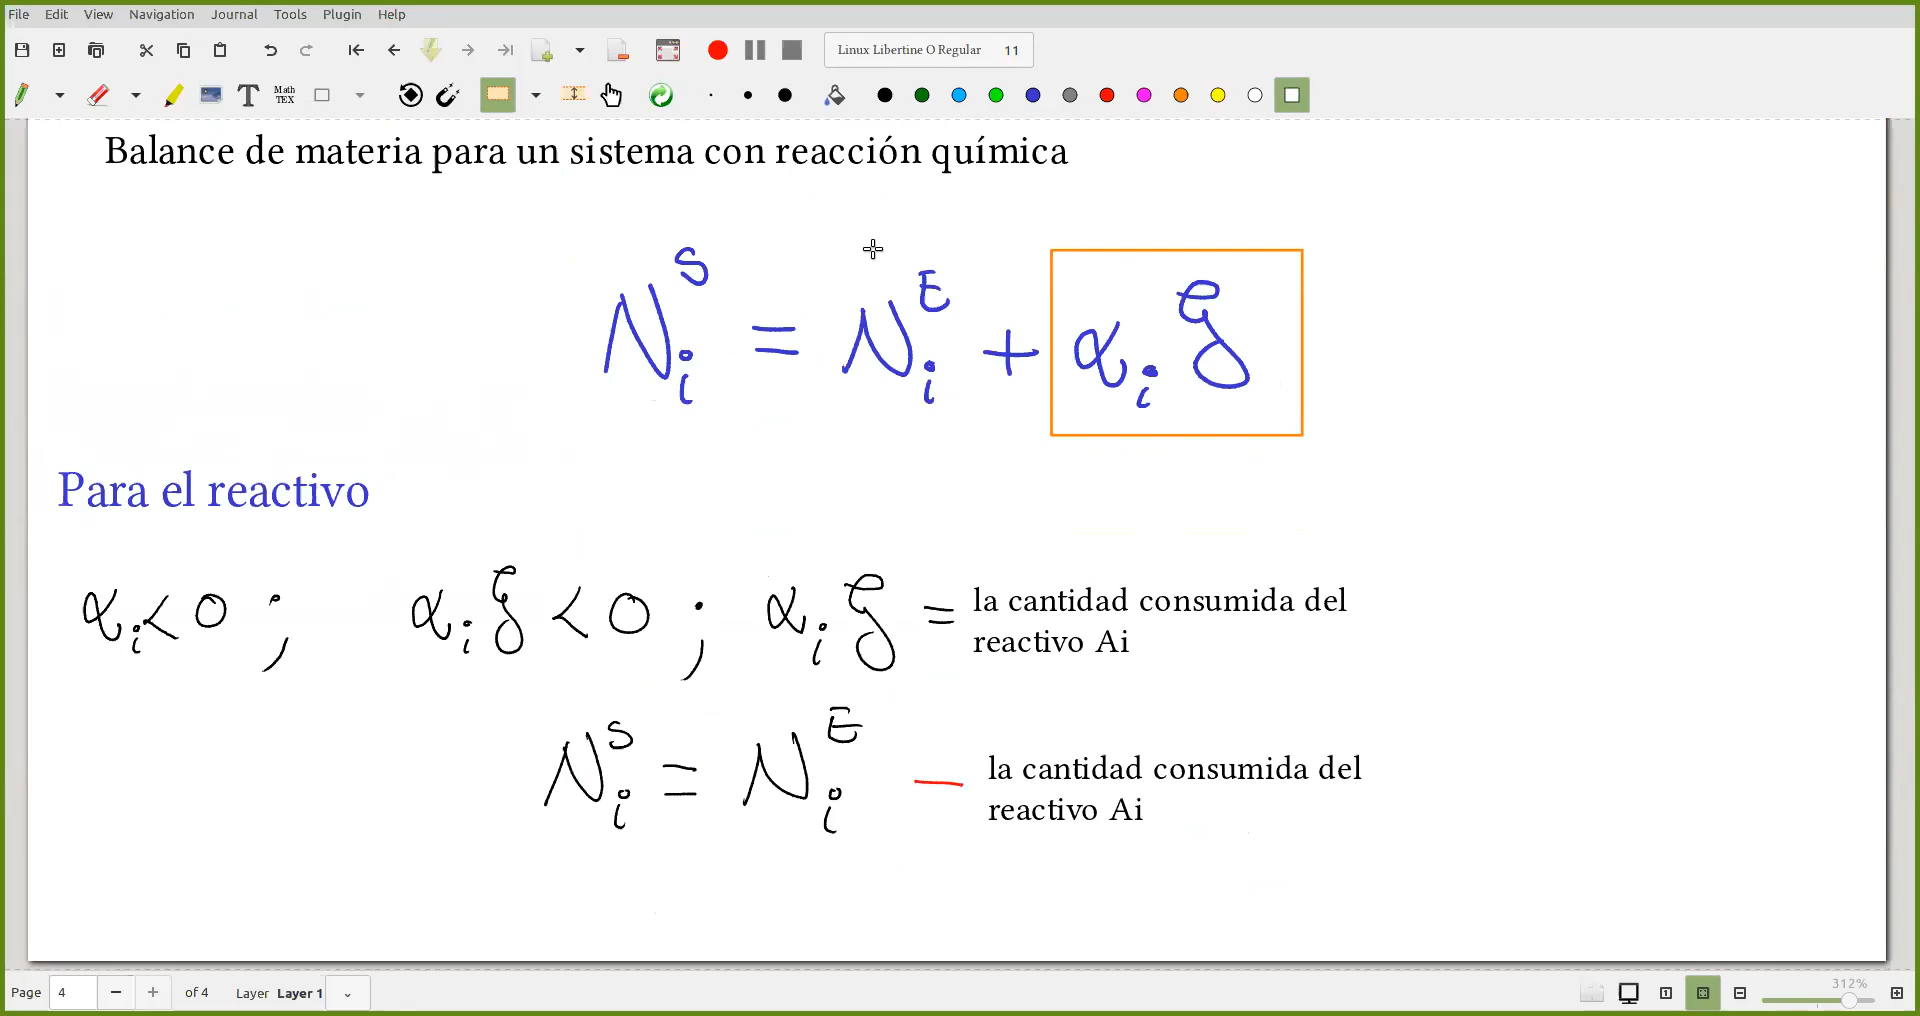 File Edit View Navigation Journal Tools Plugin Help
Linux Libertine O Regular 11
T Math TEX
Balance de materia para un sistema con reacción química
N_i^S = N_i^E + α_i ξ
Para el reactivo
α_i < 0 ; α_i ξ < 0 ; α_i ξ = la cantidad consumida del
reactivo Ai
N_i^S = N_i^E — la cantidad consumida del
reactivo Ai
Page 4 of 4 Layer Layer 1 312%